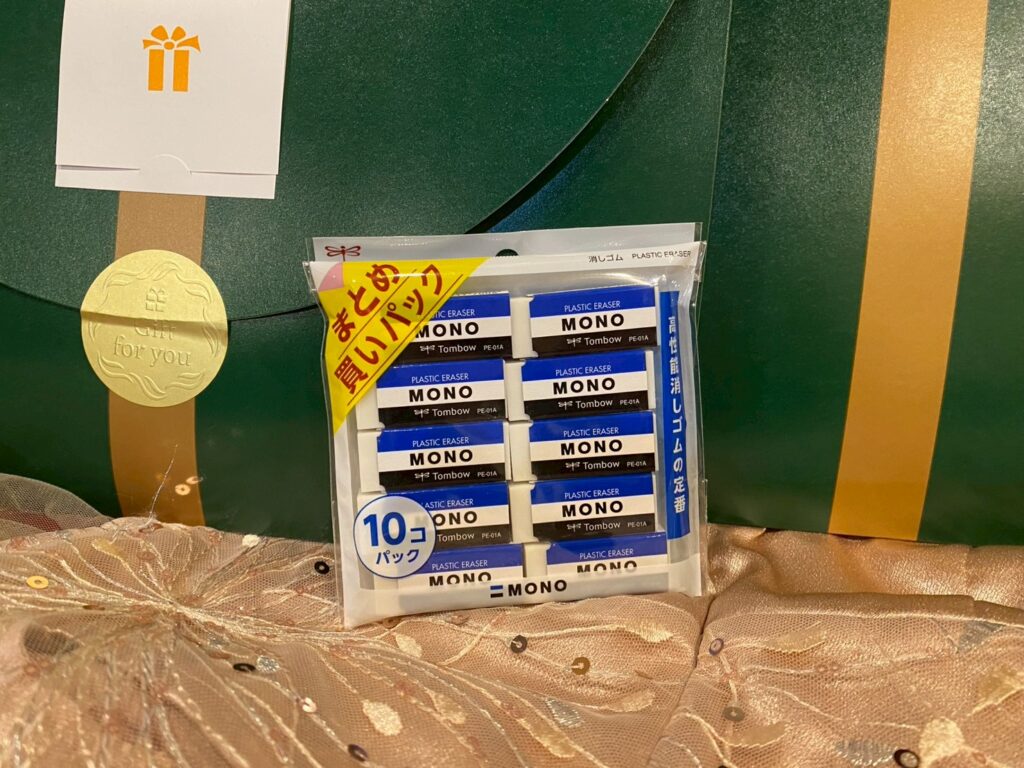 Gift
for you
消しゴム PLASTIC ERASER
まとめ
買いパック
高性能消しゴムの定番
PLASTIC ERASER
MONO
Tombow PE-01A
PLASTIC ERASER
MONO
Tombow PE-01A
PLASTIC ERASER
MONO
Tombow PE-01A
PLASTIC ERASER
MONO
Tombow PE-01A
PLASTIC ERASER
MONO
Tombow PE-01A
PLASTIC ERASER
MONO
Tombow PE-01A
PLASTIC ERASER
MONO
Tombow PE-01A
PLASTIC ERASER
MONO
Tombow PE-01A
PLASTIC ERASER
MONO
PLASTIC ERASER
MONO
10コ
パック
MONO